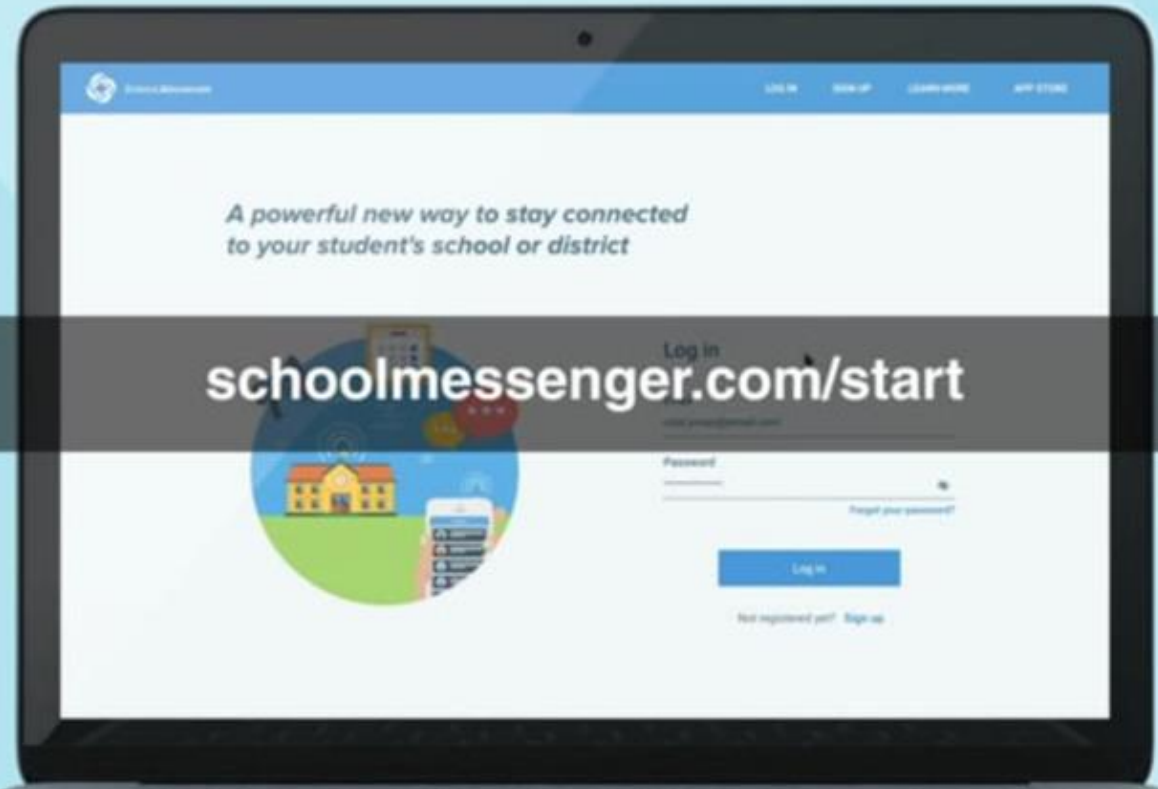 SchoolMessenger
LOG IN SIGN UP LEARN MORE APP STORE
A powerful new way to stay connected
to your student's school or district
Log in
schoolmessenger.com/start
Password
Forgot your password?
Log in
Not registered yet? Sign up